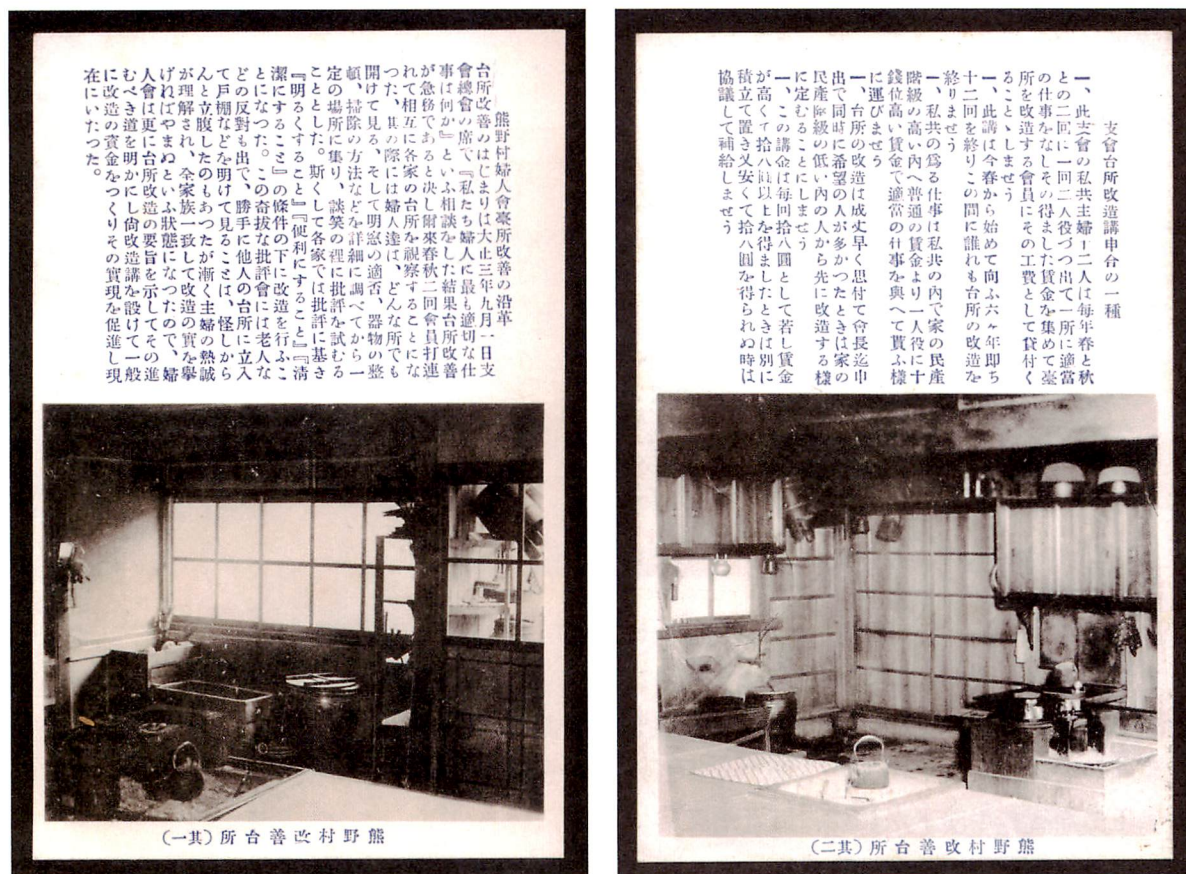 熊野村婦人會臺所改善の沿革
台所改善のはじまりは大正三年九月一日支
會總會の席で『私たち婦人に最も適切な仕
事は何か』といふ相談をした結果台所改善
が急務であると決し爾來春秋二回會員打連
れて相互に各家の台所を視察することにな
つた、其の際には婦人達は、どんな所でも
開けて見る、そして明窓の適否、器物の整
頓、掃除の方法などを詳細に調べてから一
定の場所に集り、談笑の裡に批評を試むる
こととした。斯くして各家では批評に基き
『明るくすること』『便利にすること』『清
潔にすること』の條件の下に改造を行ふこ
とになつた。この奇拔な批評會には老人な
どの反對も出で、勝手に他人の台所に立入
て戸棚などを明けて見ることは、怪しから
んと立腹したのもあつたが漸く主婦の熱誠
が理解され、全家族一致して改造の實を擧
げればやまぬといふ狀態になつたので、婦
人會は更に台所改造の要旨を示してその進
むべき道を明かにし尙改造講を設けて一般
に改造の資金をつくりその實現を促進し現
在にいたつた。
熊野村改善台所(其一)
支會台所改造講申合の一種
一、此支會の私共主婦十二人は每年春と秋
との二回に一回二人役づつ出て一所に適當
の仕事をなしその得ました賃金を集めて臺
所を改造する會員にその工費として貸付く
ることにしませう
一、此講は今春から始めて向ふ六ヶ年即ち
十二回を終りこの間に誰れも台所の改造を
終りませう
一、私共の爲る仕事は私共の內で家の民產
階級の高い內へ普通の賃金より一人役に十
錢位高い賃金で適當の仕事を與へて貰ふ樣
に運びませう
一、台所の改造は成丈早く思付て會長迄申
出で同時に希望の人が多かつたときは家の
民產階級の低い內の人から先に改造する樣
に定むることにしませう
一、この講金は每回拾八圓として若し賃金
が高くて拾八圓以上を得ましたときは別に
積立て置き又安くて拾八圓を得られぬ時は
協議して補給しませう
熊野村改善台所(其二)